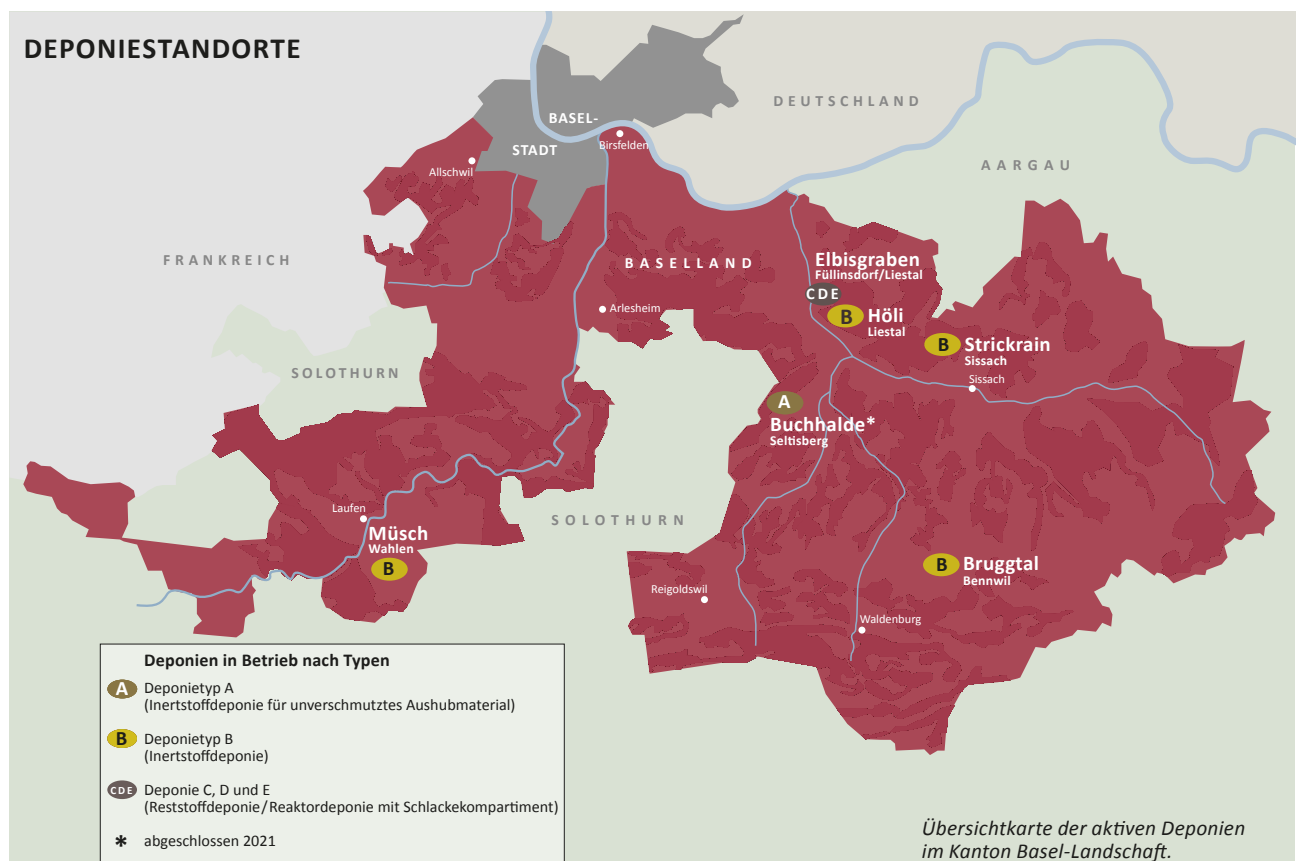 DEPONIESTANDORTE
DEUTSCHLAND
BASEL-
STADT
Birsfelden
Allschwil
AARGAU
FRANKREICH
BASELLAND
Elbisgraben
Füllinsdorf/Liestal
CDE
B
Höli
Liestal
Arlesheim
B
Strickrain
Sissach
Sissach
SOLOTHURN
A
Buchhalde*
Seltisberg
Laufen
SOLOTHURN
Müsch
Wahlen
B
B
Bruggtal
Bennwil
Reigoldswil
Waldenburg
Deponien in Betrieb nach Typen
A
Deponietyp A
(Inertstoffdeponie für unverschmutztes Aushubmaterial)
B
Deponietyp B
(Inertstoffdeponie)
CDE
Deponie C, D und E
(Reststoffdeponie/Reaktordeponie mit Schlackekompartiment)
* abgeschlossen 2021
Übersichtkarte der aktiven Deponien
im Kanton Basel-Landschaft.